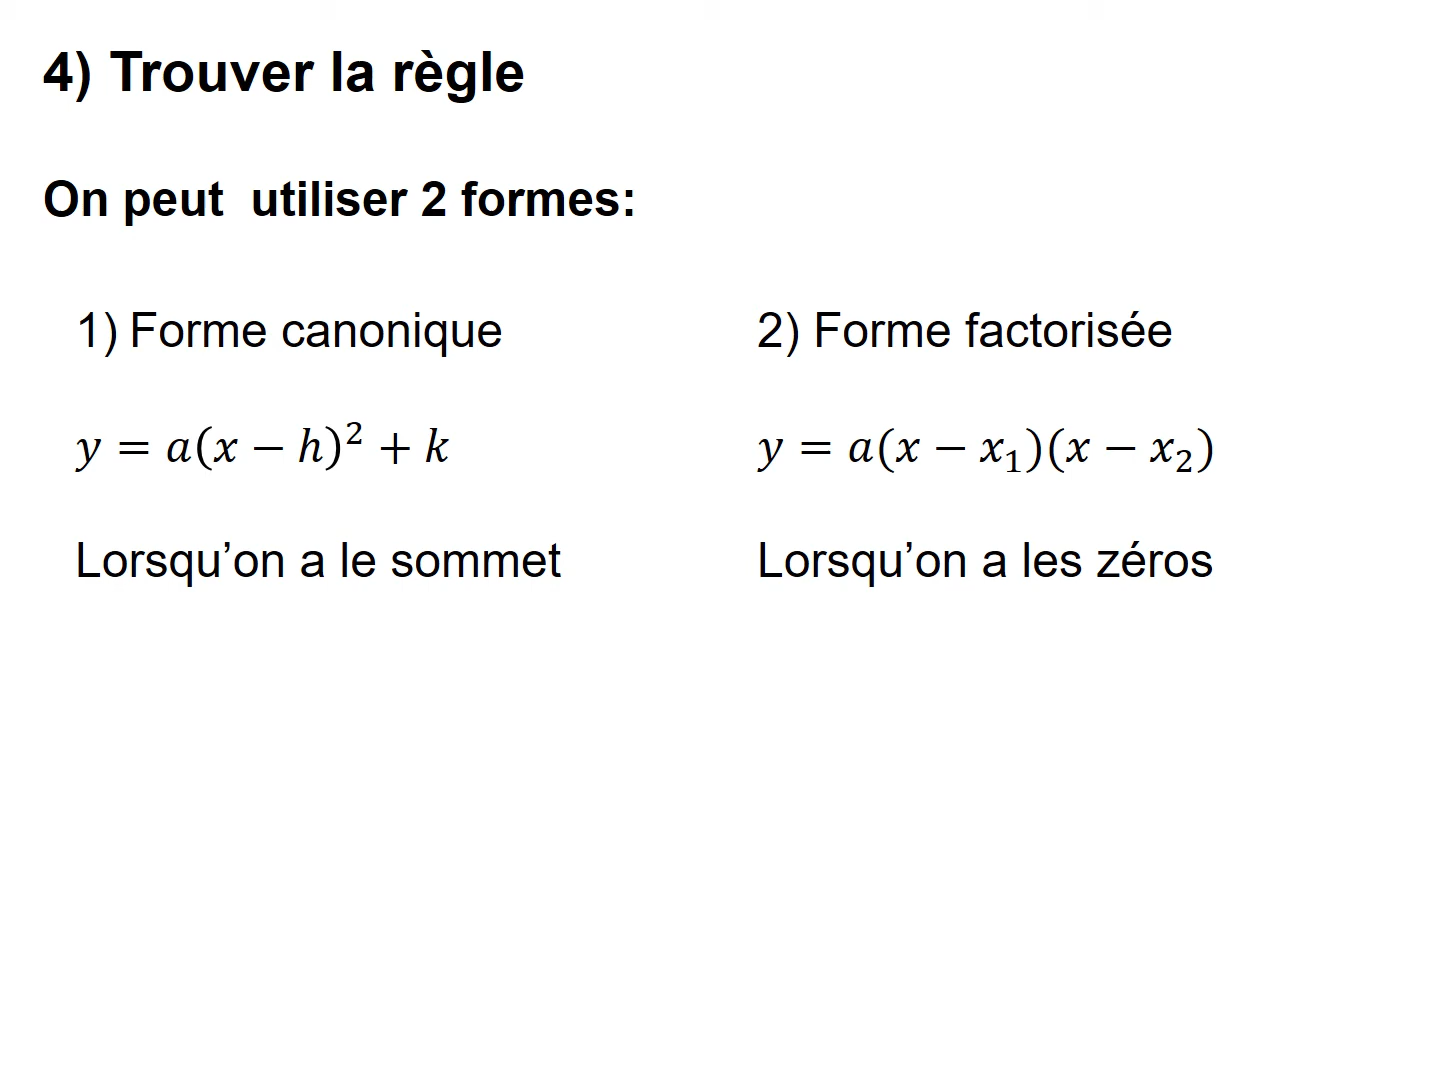 4) Trouver la règle
On peut  utiliser 2 formes:
1) Forme canonique
2) Forme factorisée
y = a(x − h)² + k
y = a(x − x₁)(x − x₂)
Lorsqu’on a le sommet
Lorsqu’on a les zéros